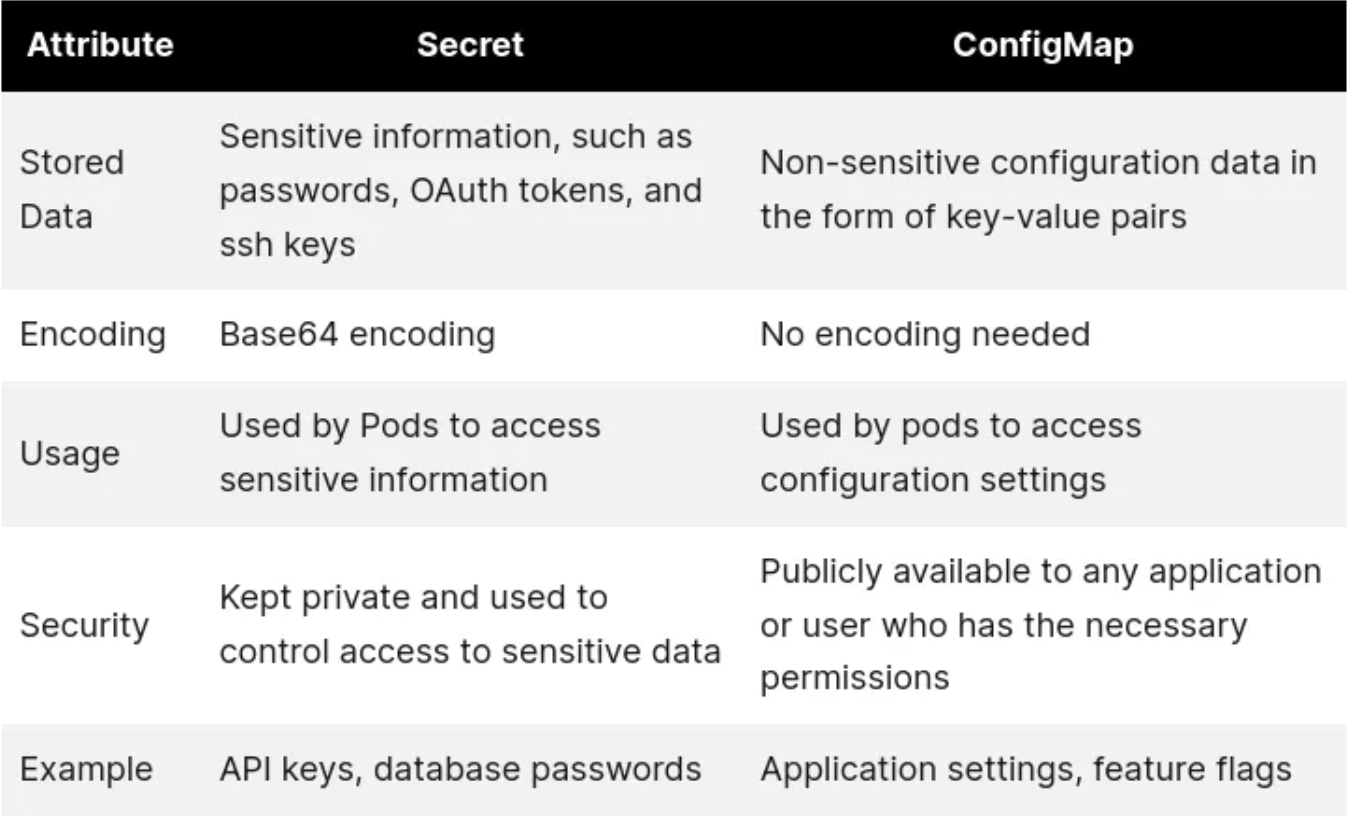 Attribute Secret ConfigMap
Stored Data
Sensitive information, such as
passwords, OAuth tokens, and
ssh keys
Non-sensitive configuration data in
the form of key-value pairs
Encoding Base64 encoding No encoding needed
Usage
Used by Pods to access
sensitive information
Used by pods to access
configuration settings
Security
Kept private and used to
control access to sensitive data
Publicly available to any application
or user who has the necessary
permissions
Example API keys, database passwords Application settings, feature flags